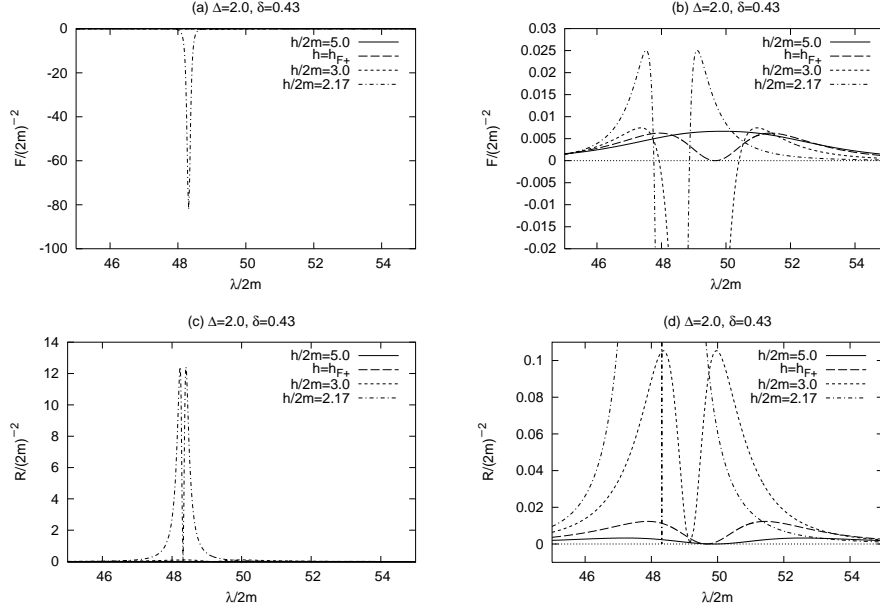 (a) Δ=2.0, δ=0.43
F/(2m)⁻²
0
-20
-40
-60
-80
-100
h/2m=5.0
h=h_F+
h/2m=3.0
h/2m=2.17
46
48
50
52
54
λ/2m
(b) Δ=2.0, δ=0.43
F/(2m)⁻²
0.025
0.02
0.015
0.01
0.005
0
-0.005
-0.01
-0.015
-0.02
h/2m=5.0
h=h_F+
h/2m=3.0
h/2m=2.17
46
48
50
52
54
λ/2m
(c) Δ=2.0, δ=0.43
R/(2m)⁻²
14
12
10
8
6
4
2
0
h/2m=5.0
h=h_F+
h/2m=3.0
h/2m=2.17
46
48
50
52
54
λ/2m
(d) Δ=2.0, δ=0.43
R/(2m)⁻²
0.1
0.08
0.06
0.04
0.02
0
h/2m=5.0
h=h_F+
h/2m=3.0
h/2m=2.17
46
48
50
52
54
λ/2m